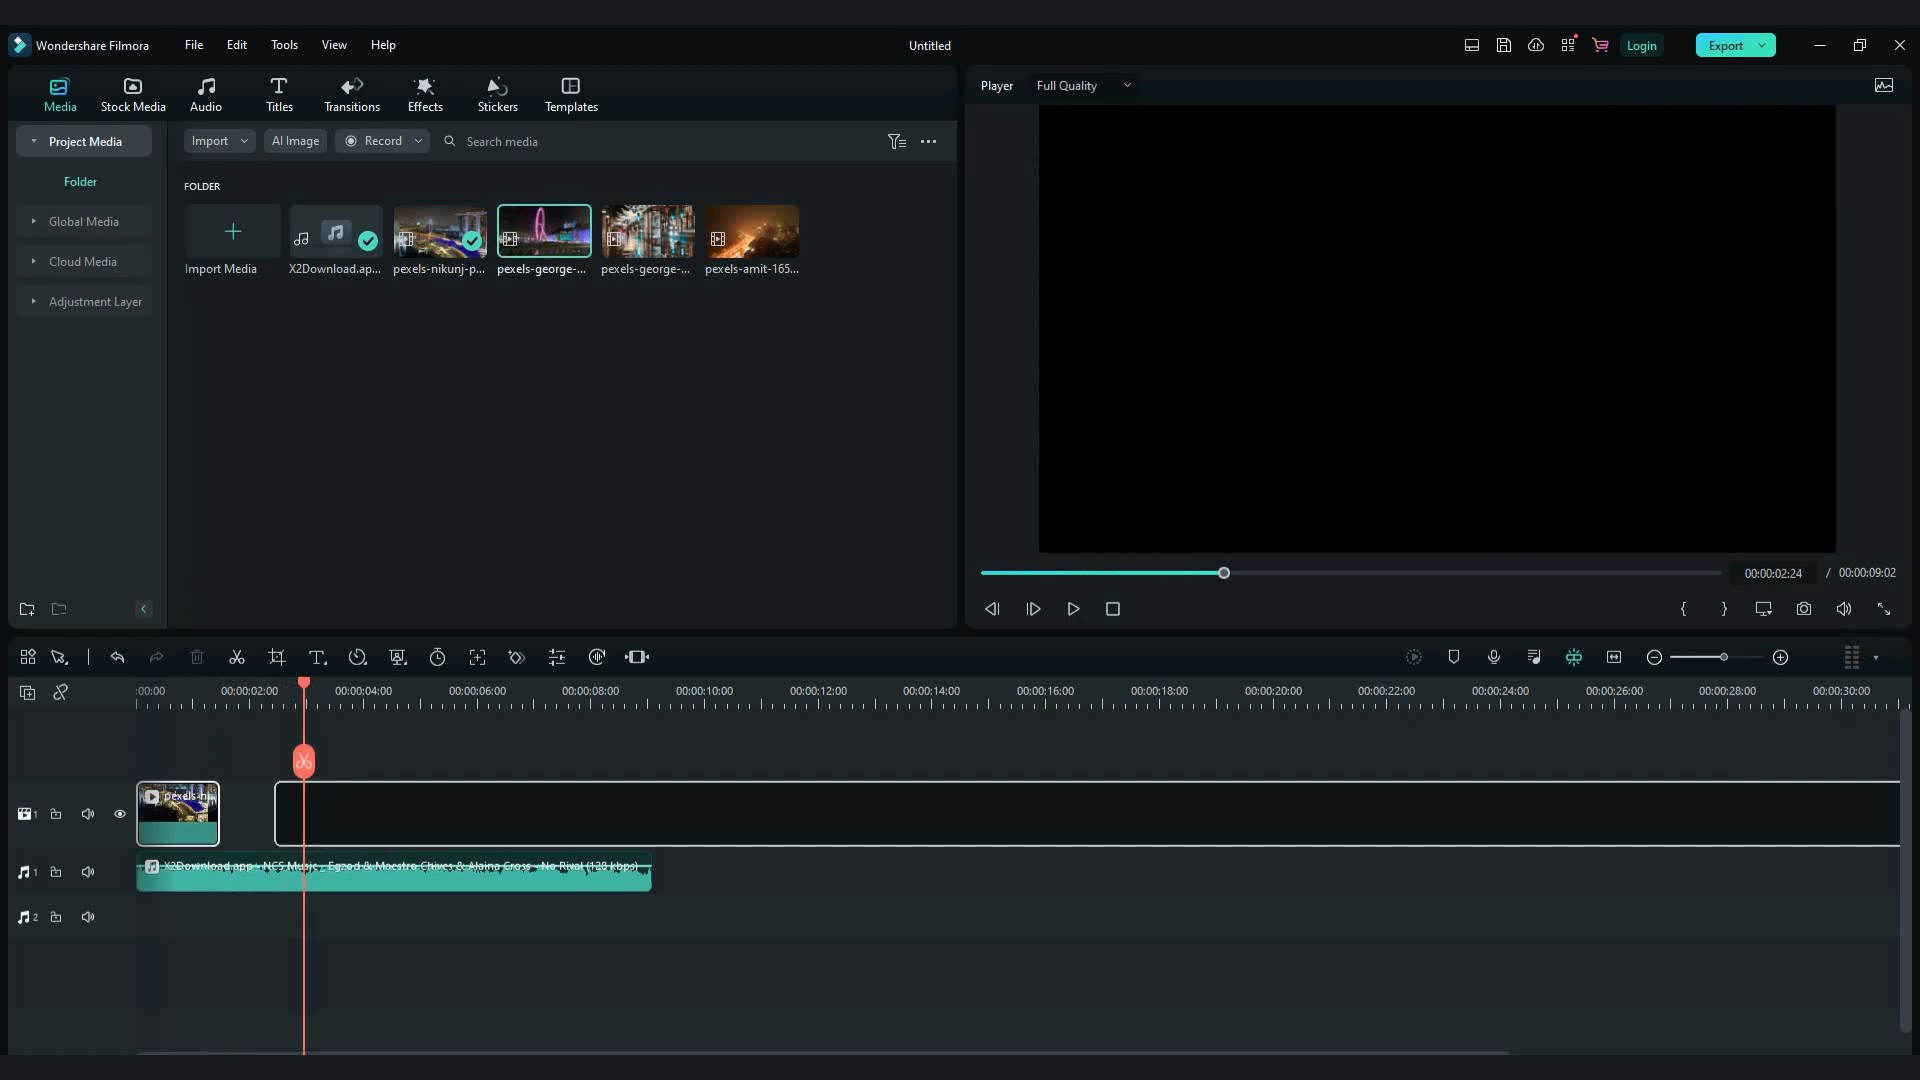 Wondershare Filmora File Edit Tools View Help Untitled Login Export
Media Stock Media Audio Titles Transitions Effects Stickers Templates
Player Full Quality
Project Media
Import AI Image Record Search media
Folder
Global Media
Cloud Media
Adjustment Layer
FOLDER
Import Media X2Download.ap... pexels-nikunj-p... pexels-george-... pexels-george-... pexels-amit-165...
00:00:02:24 / 00:00:09:02
:00:00 00:00:02:00 00:00:04:00 00:00:06:00 00:00:08:00 00:00:10:00 00:00:12:00 00:00:14:00 00:00:16:00 00:00:18:00 00:00:20:00 00:00:22:00 00:00:24:00 00:00:26:00 00:00:28:00 00:00:30:00
1 pexels-ni
1 X2Download.app - NCS Music _ Egzod & Maestro Chives & Alaina Cross - No Rival (128 kbps)
2